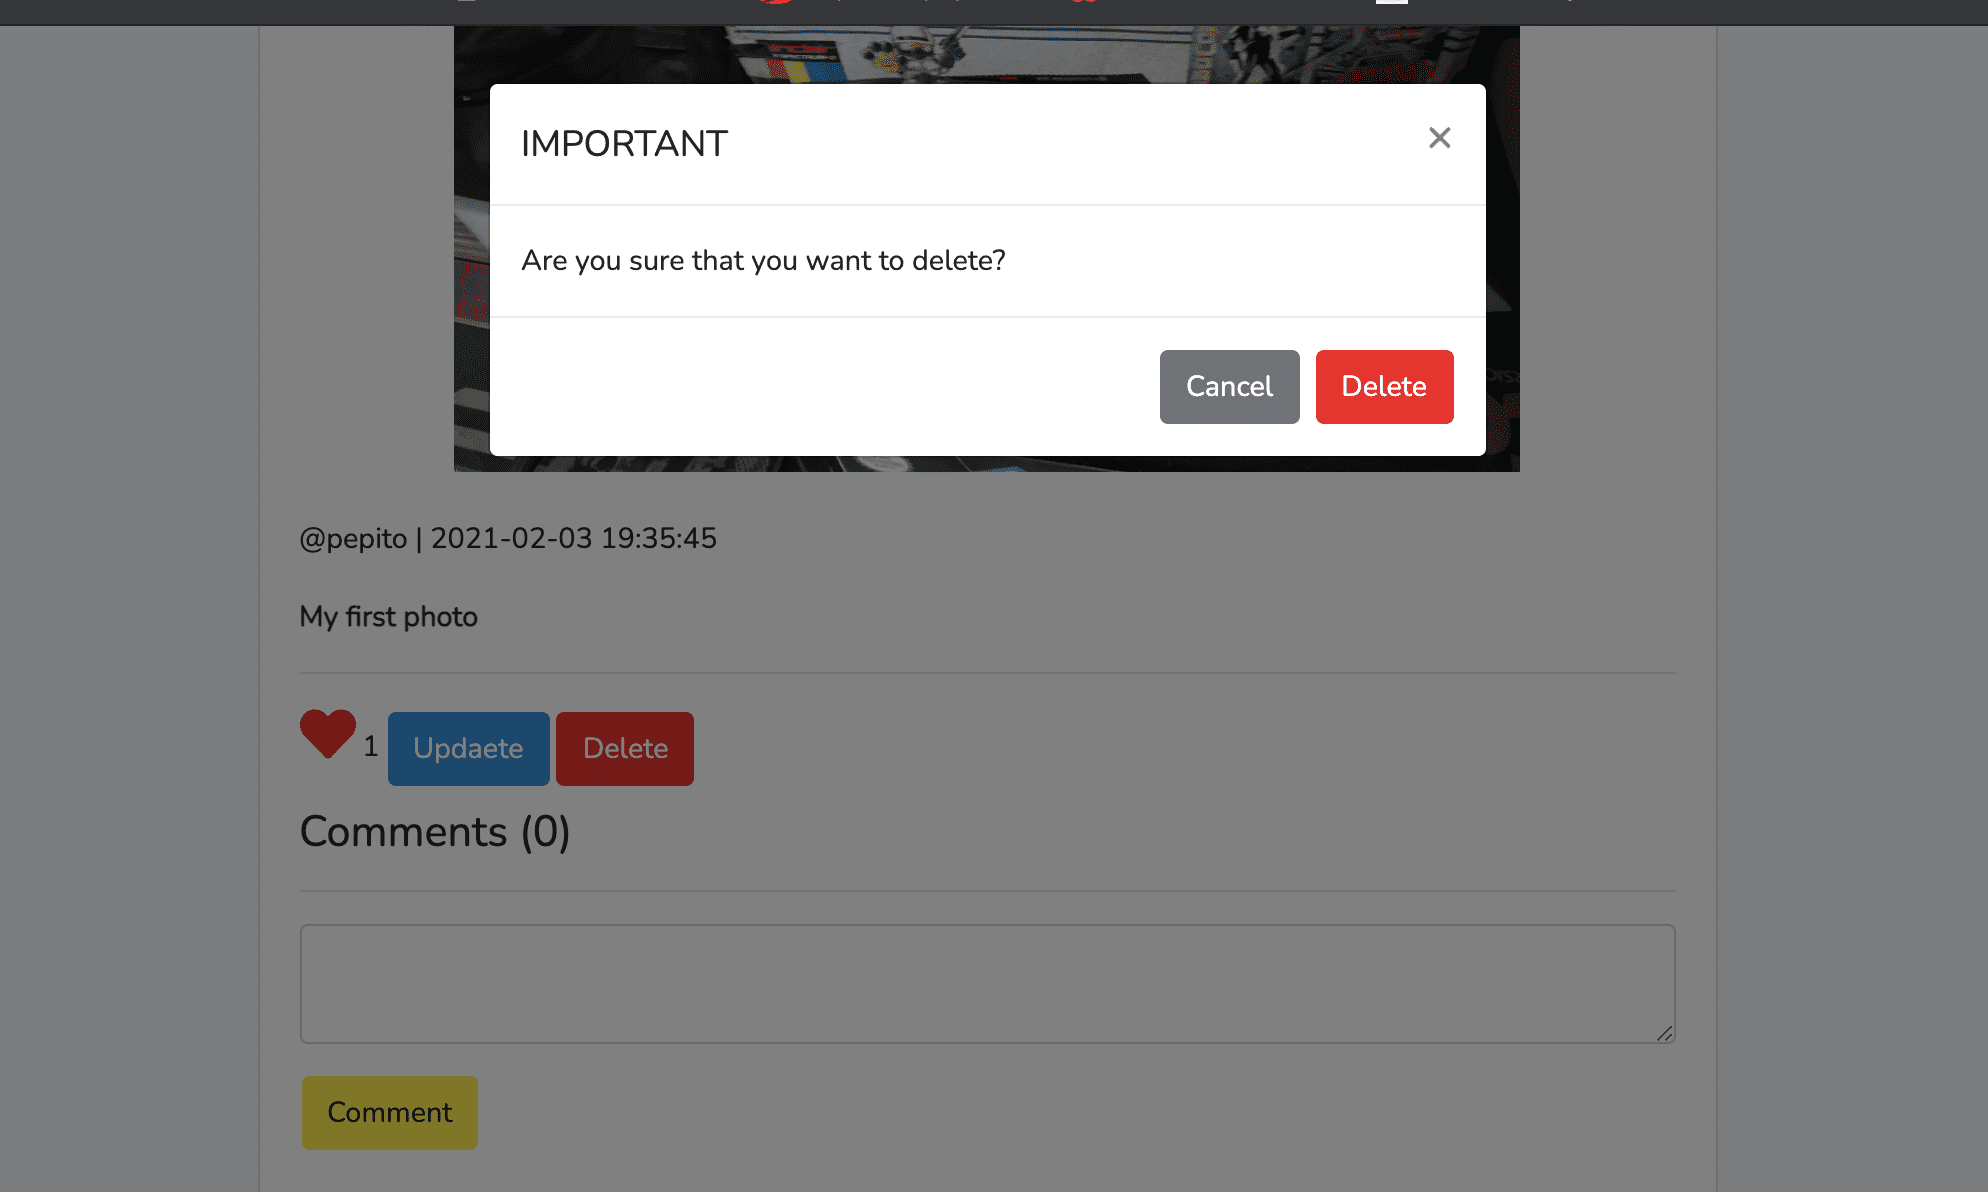 IMPORTANT
×
Are you sure that you want to delete?
Cancel Delete
@pepito | 2021-02-03 19:35:45
My first photo
1 Updaete Delete
Comments (0)
Comment